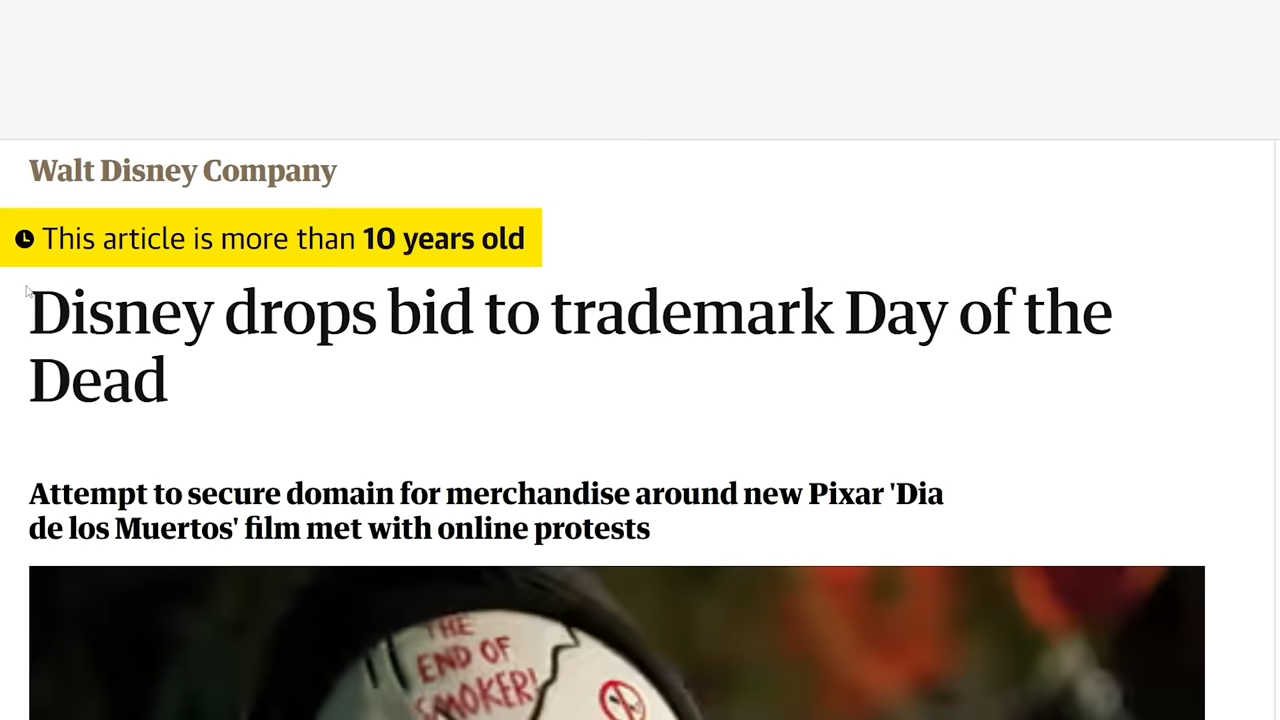 Walt Disney Company
This article is more than 10 years old
Disney drops bid to trademark Day of the
Dead
Attempt to secure domain for merchandise around new Pixar 'Dia
de los Muertos' film met with online protests
THE
END OF
SMOKER!